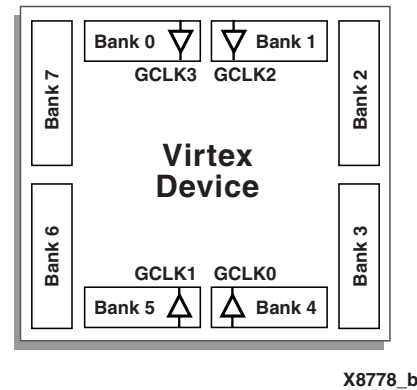 Bank 0
Bank 1
GCLK3
GCLK2
Bank 7
Bank 2
Virtex
Device
Bank 6
Bank 3
GCLK1
GCLK0
Bank 5
Bank 4
X8778_b